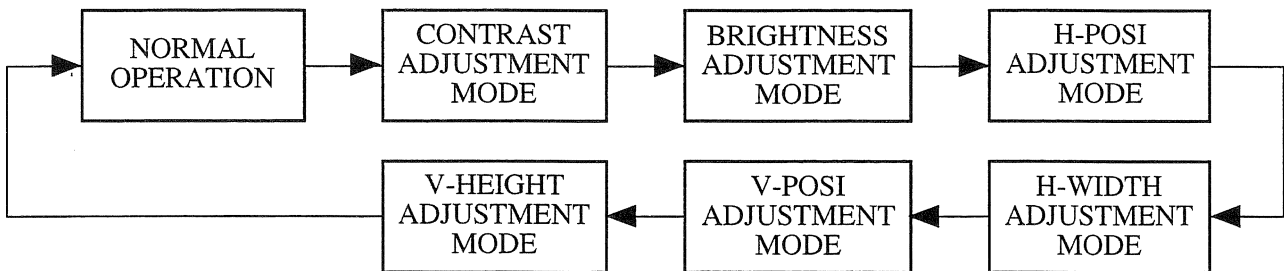 NORMAL
OPERATION
CONTRAST
ADJUSTMENT
MODE
BRIGHTNESS
ADJUSTMENT
MODE
H-POSI
ADJUSTMENT
MODE
H-WIDTH
ADJUSTMENT
MODE
V-POSI
ADJUSTMENT
MODE
V-HEIGHT
ADJUSTMENT
MODE